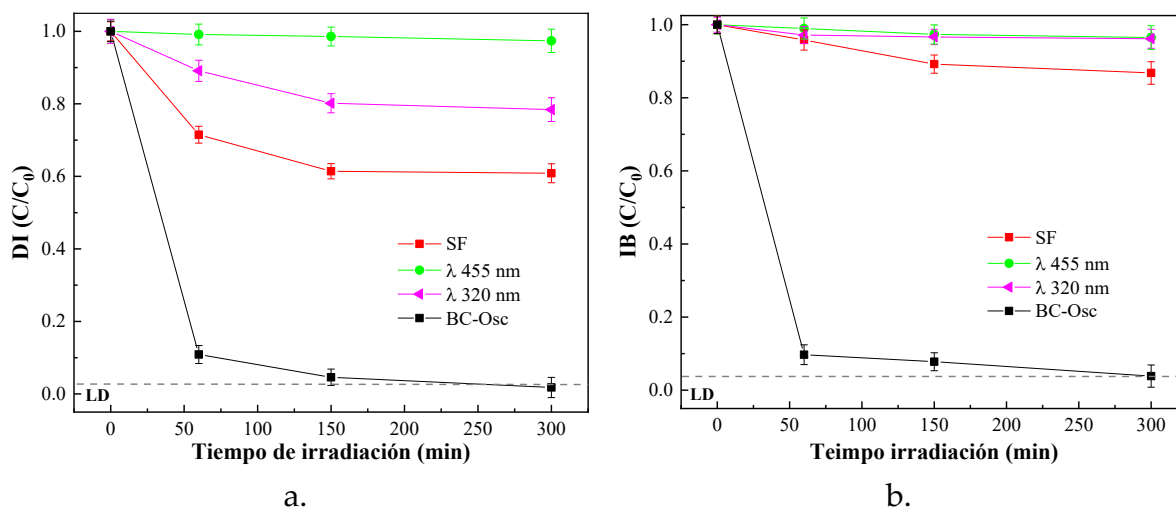 DI (C/C₀)
1.0
0.8
0.6
0.4
0.2
0.0
SF
λ 455 nm
λ 320 nm
BC-Osc
LD
0 50 100 150 200 250 300
Tiempo de irradiación (min)
a.
IB (C/C₀)
1.0
0.8
0.6
0.4
0.2
0.0
SF
λ 455 nm
λ 320 nm
BC-Osc
LD
0 50 100 150 200 250 300
Teimpo irradiación (min)
b.